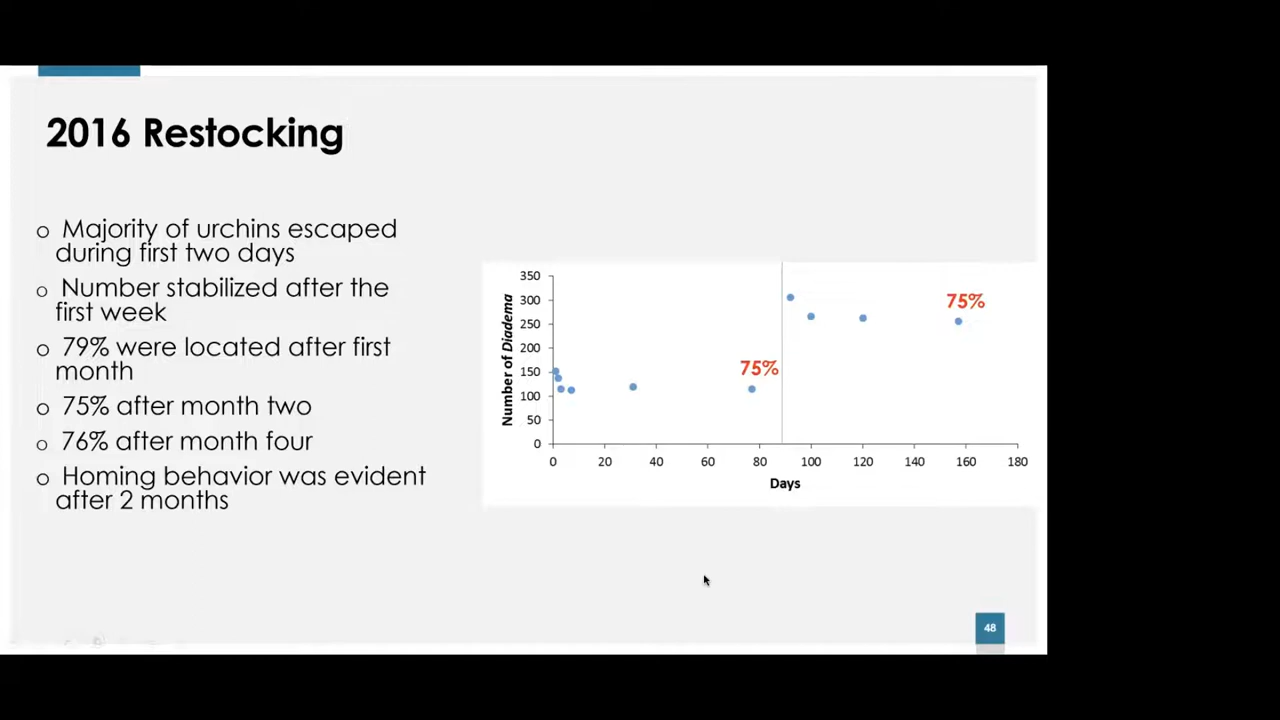 2016 Restocking
o Majority of urchins escaped
during first two days
o Number stabilized after the
first week
o 79% were located after first
month
o 75% after month two
o 76% after month four
o Homing behavior was evident
after 2 months
Number of Diadema
350
300
250
200
150
100
50
0
75%
75%
0 20 40 60 80 100 120 140 160 180
Days
48